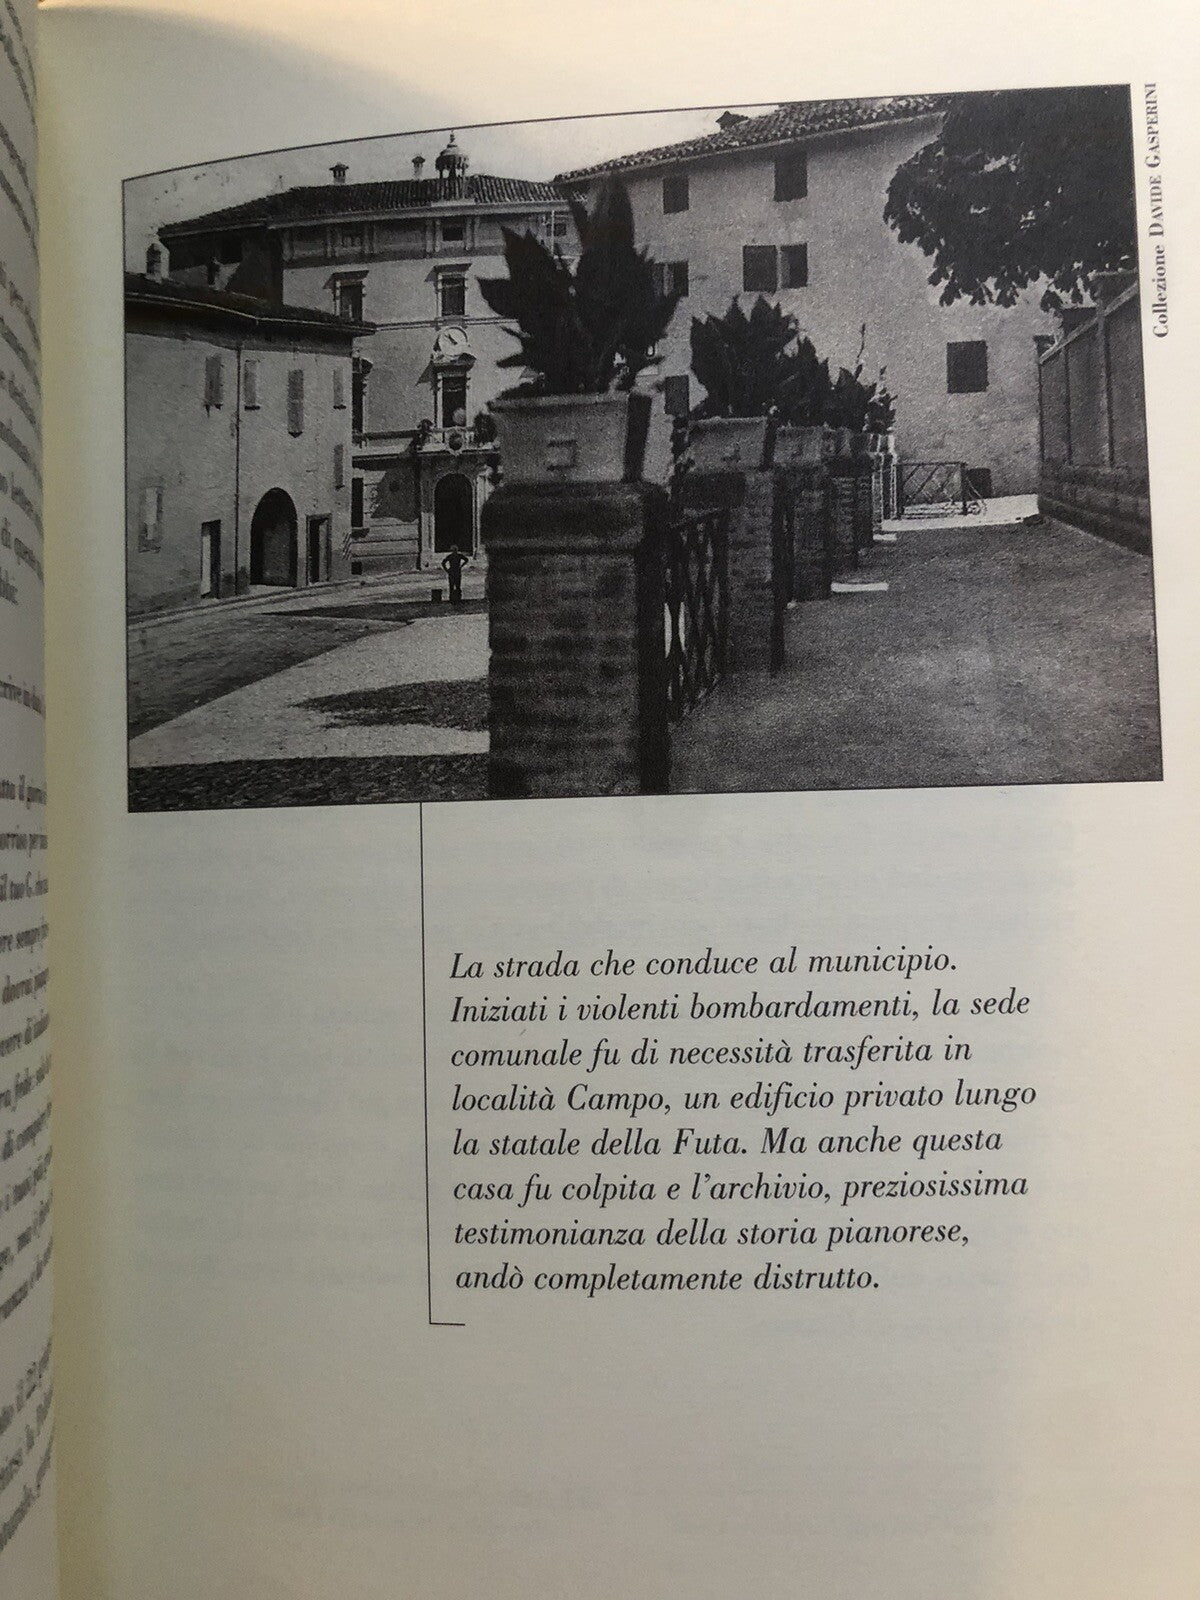 Collezione DAVIDE GASPERINI
La strada che conduce al municipio.
Iniziati i violenti bombardamenti, la sede
comunale fu di necessità trasferita in
località Campo, un edificio privato lungo
la statale della Futa. Ma anche questa
casa fu colpita e l'archivio, preziosissima
testimonianza della storia pianorese,
andò completamente distrutto.